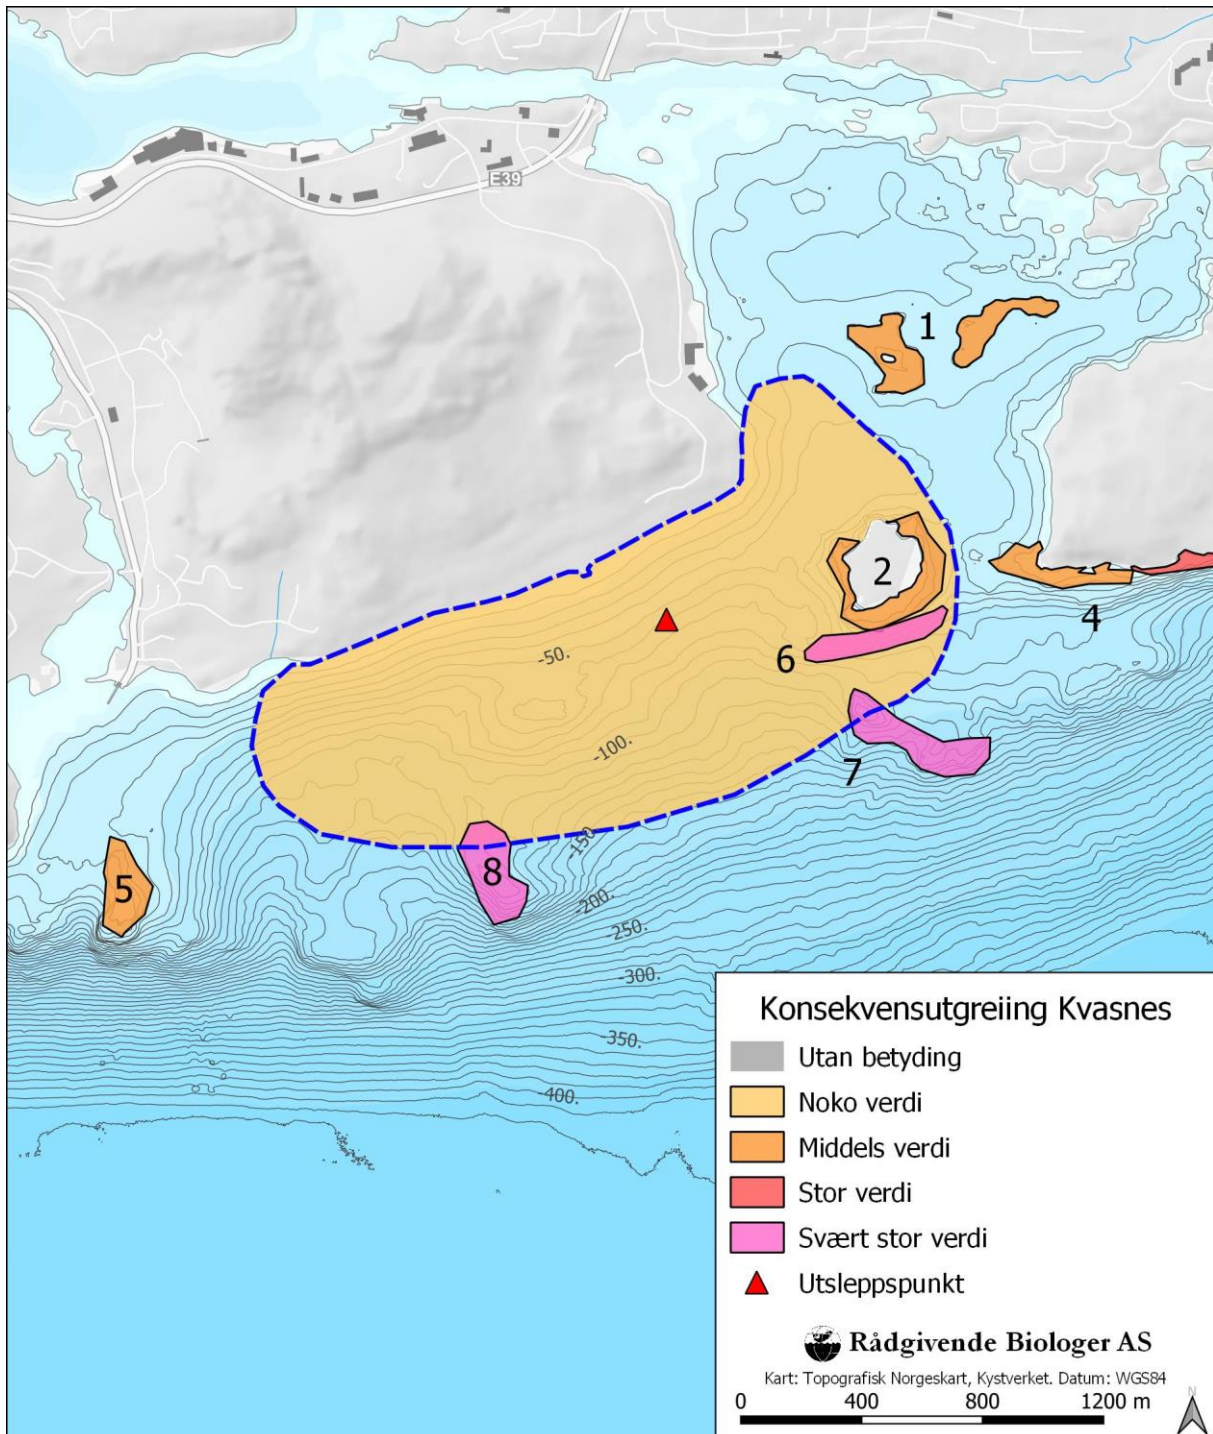 E39
1
2
4
-50.
6
-100.
7
-150.
8
5
-200.
-250.
-300.
-350.
-400.
Konsekvensutgreiing Kvasnes
Utan betyding
Noko verdi
Middels verdi
Stor verdi
Svært stor verdi
Utsleppspunkt
Rådgivende Biologer AS
Kart: Topografisk Norgeskart, Kystverket. Datum: WGS84
0 400 800 1200 m
N